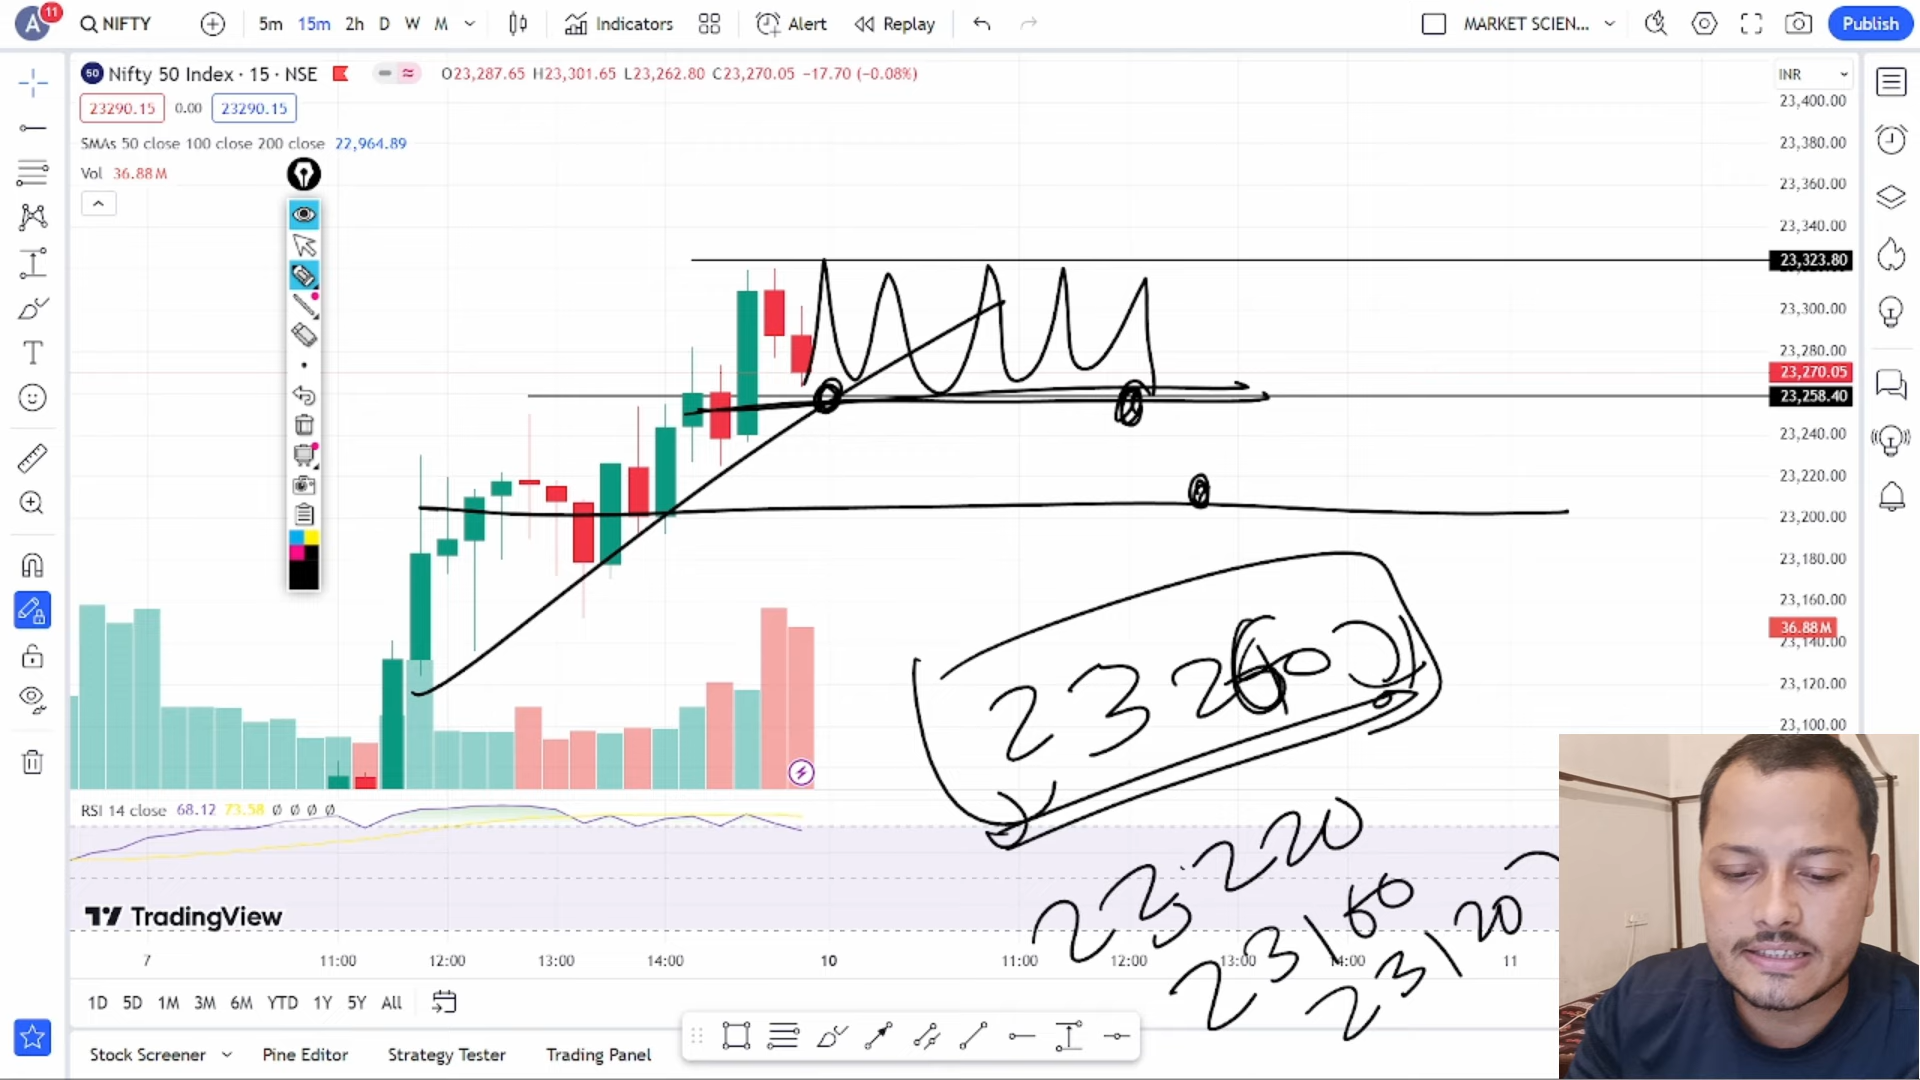 A 11 NIFTY 5m 15m 2h D W M Indicators Alert Replay MARKET SCIEN... Publish
50 Nifty 50 Index · 15 · NSE O23,287.65 H23,301.65 L23,262.80 C23,270.05 −17.70 (−0.08%) INR
23,400.00
23290.15 0.00 23290.15
SMAs 50 close 100 close 200 close 22,964.89
23,380.00
Vol 36.88 M
23,360.00
23,340.00
23,323.80
23,300.00
23,280.00
23,270.05
23,258.40
23,240.00
23,220.00
23,200.00
23,180.00
23,160.00
36.88 M
23,140.00
23,120.00
23,100.00
RSI 14 close 68.12 73.58 Ø Ø Ø Ø
23220
23160
23120
TradingView
7 11:00 12:00 13:00 14:00 10 11:00 12:00 13:00 14:00 11
1D 5D 1M 3M 6M YTD 1Y 5Y All
Stock Screener Pine Editor Strategy Tester Trading Panel